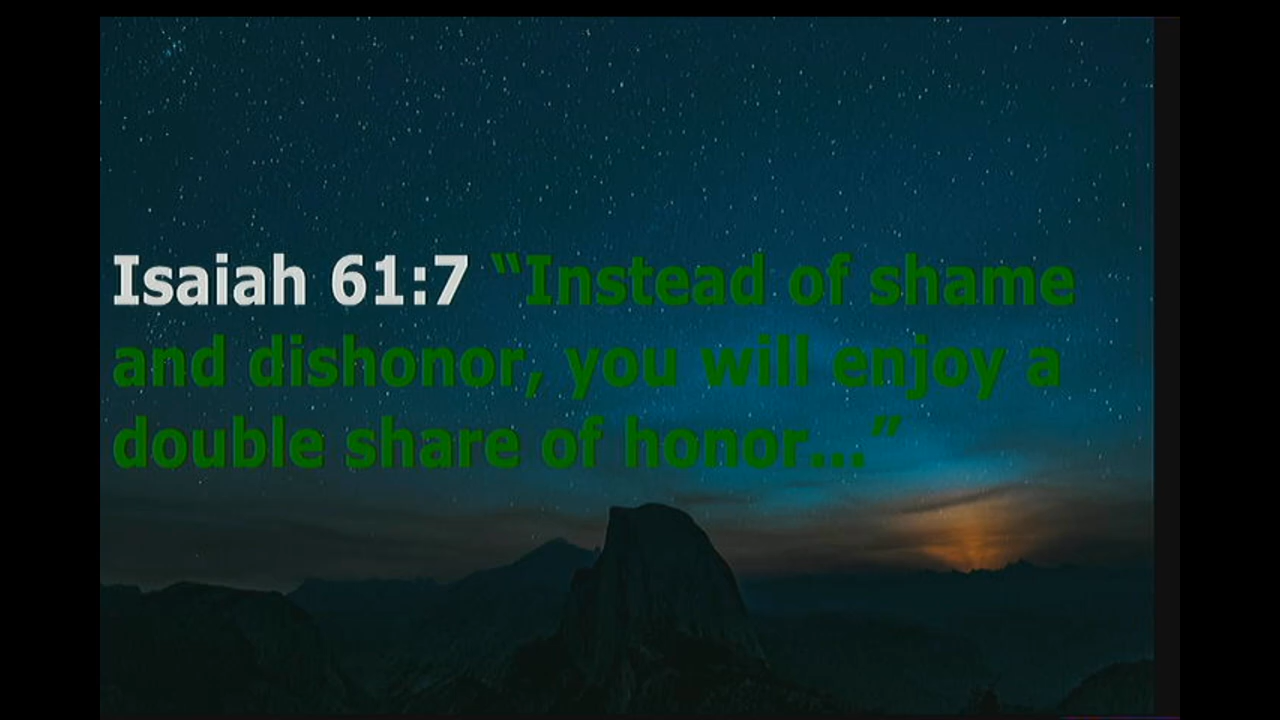 Isaiah 61:7 “Instead of shame
and dishonor, you will enjoy a
double share of honor...”